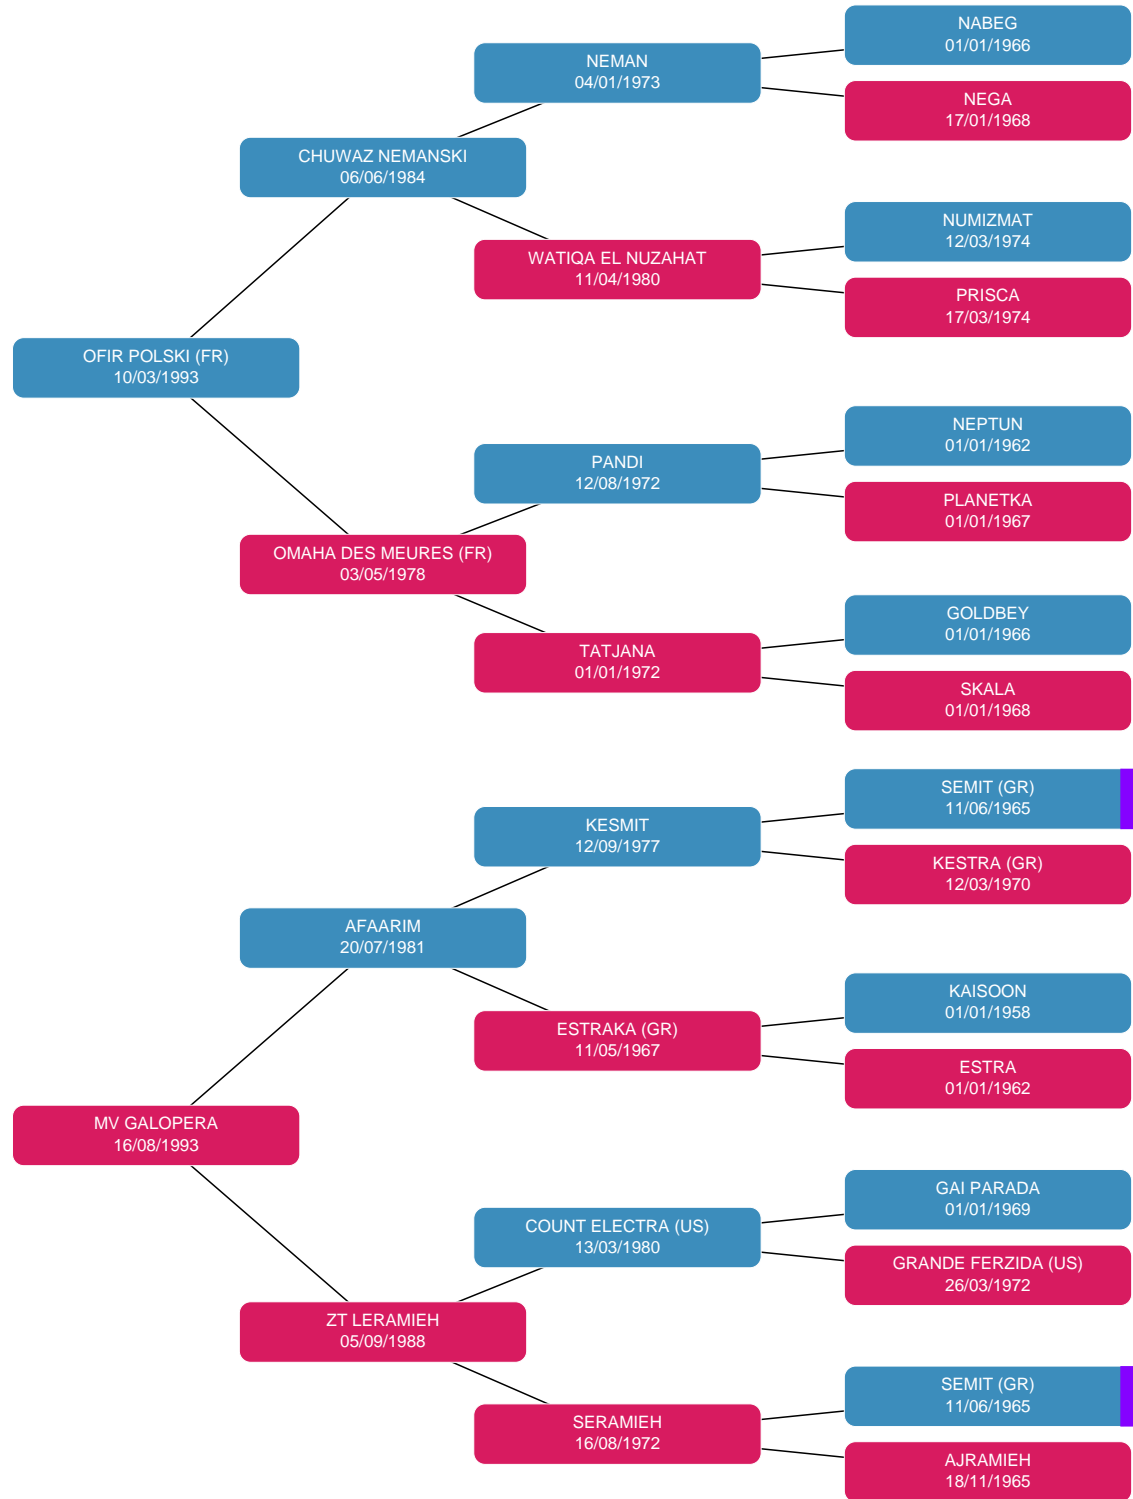 NABEG
01/01/1966
NEMAN
04/01/1973
NEGA
17/01/1968
CHUWAZ NEMANSKI
06/06/1984
NUMIZMAT
12/03/1974
WATIQA EL NUZAHAT
11/04/1980
PRISCA
17/03/1974
OFIR POLSKI (FR)
10/03/1993
NEPTUN
01/01/1962
PANDI
12/08/1972
PLANETKA
01/01/1967
OMAHA DES MEURES (FR)
03/05/1978
GOLDBEY
01/01/1966
TATJANA
01/01/1972
SKALA
01/01/1968
SEMIT (GR)
11/06/1965
KESMIT
12/09/1977
KESTRA (GR)
12/03/1970
AFAARIM
20/07/1981
KAISOON
01/01/1958
ESTRAKA (GR)
11/05/1967
ESTRA
01/01/1962
MV GALOPERA
16/08/1993
GAI PARADA
01/01/1969
COUNT ELECTRA (US)
13/03/1980
GRANDE FERZIDA (US)
26/03/1972
ZT LERAMIEH
05/09/1988
SEMIT (GR)
11/06/1965
SERAMIEH
16/08/1972
AJRAMIEH
18/11/1965